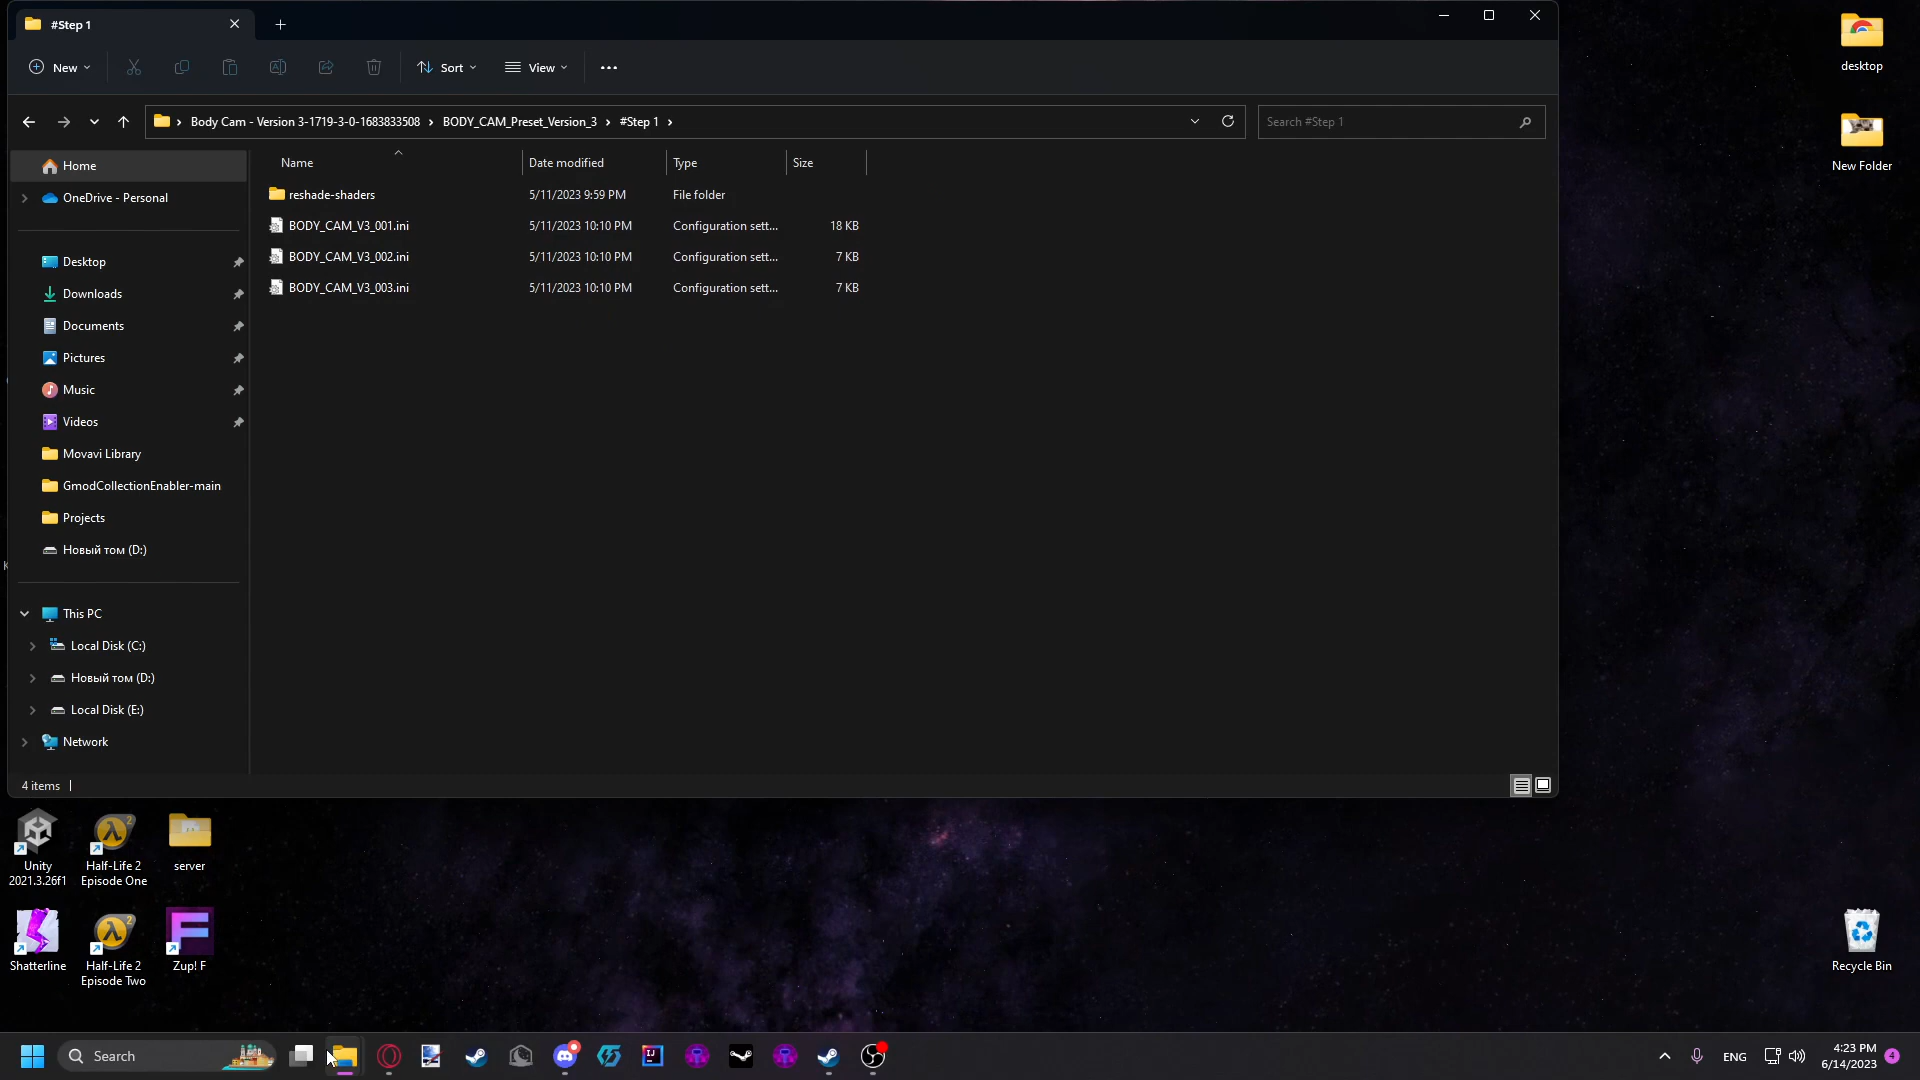 #Step 1
New
Sort
View
Body Cam - Version 3-1719-3-0-1683833508
BODY_CAM_Preset_Version_3
#Step 1
Search #Step 1
Home
OneDrive - Personal
Desktop
Downloads
Documents
Pictures
Music
Videos
Movavi Library
GmodCollectionEnabler-main
Projects
Новый том (D:)
This PC
Local Disk (C:)
Новый том (D:)
Local Disk (E:)
Network
Name Date modified Type Size
reshade-shaders 5/11/2023 9:59 PM File folder
BODY_CAM_V3_001.ini 5/11/2023 10:10 PM Configuration sett... 18 KB
BODY_CAM_V3_002.ini 5/11/2023 10:10 PM Configuration sett... 7 KB
BODY_CAM_V3_003.ini 5/11/2023 10:10 PM Configuration sett... 7 KB
4 items
desktop
New Folder
Unity
2021.3.26f1
Half-Life 2
Episode One
server
Shatterline
Half-Life 2
Episode Two
Zup! F
Recycle Bin
Search
ENG
4:23 PM
6/14/2023
4